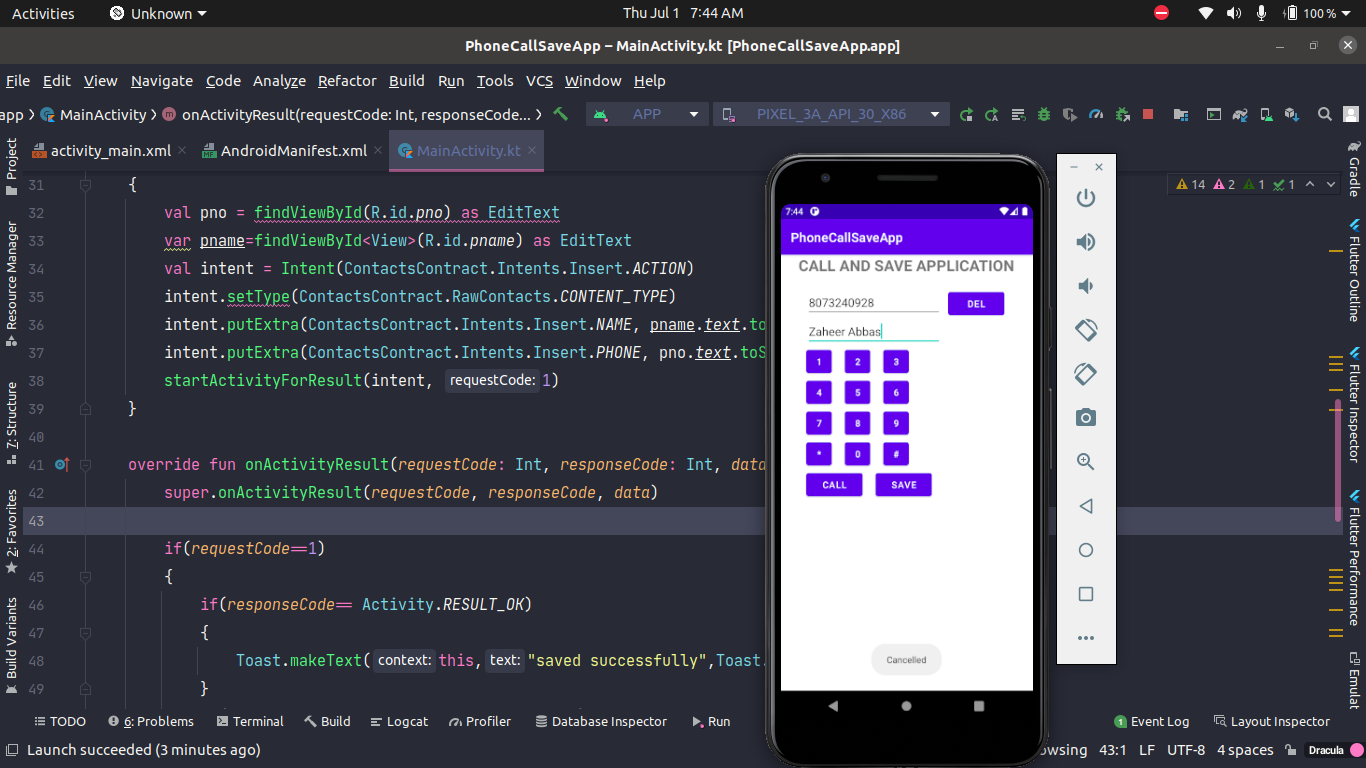 Activities Unknown Thu Jul 1 7:44 AM 100 %
PhoneCallSaveApp – MainActivity.kt [PhoneCallSaveApp.app]
File Edit View Navigate Code Analyze Refactor Build Run Tools VCS Window Help
app MainActivity onActivityResult(requestCode: Int, responseCode... APP PIXEL_3A_API_30_X86
activity_main.xml AndroidManifest.xml MainActivity.kt
14 2 1 1
31 {
32 val pno = findViewById(R.id.pno) as EditText
33 var pname=findViewById<View>(R.id.pname) as EditText
34 val intent = Intent(ContactsContract.Intents.Insert.ACTION)
35 intent.setType(ContactsContract.RawContacts.CONTENT_TYPE)
36 intent.putExtra(ContactsContract.Intents.Insert.NAME, pname.text.to
37 intent.putExtra(ContactsContract.Intents.Insert.PHONE, pno.text.toS
38 startActivityForResult(intent, requestCode: 1)
39 }
40
41 override fun onActivityResult(requestCode: Int, responseCode: Int, data
42 super.onActivityResult(requestCode, responseCode, data)
43
44 if(requestCode==1)
45 {
46 if(responseCode== Activity.RESULT_OK)
47 {
48 Toast.makeText( context: this, text: "saved successfully",Toast.
49 }
Project
Resource Manager
7: Structure
2: Favorites
Build Variants
7:44
PhoneCallSaveApp
CALL AND SAVE APPLICATION
8073240928 DEL
Zaheer Abbas
1 2 3
4 5 6
7 8 9
* 0 #
CALL SAVE
Cancelled
Gradle
Flutter Outline
Flutter Inspector
Flutter Performance
Emulat
TODO 6: Problems Terminal Build Logcat Profiler Database Inspector Run 1 Event Log Layout Inspector
Launch succeeded (3 minutes ago) owsing 43:1 LF UTF-8 4 spaces Dracula